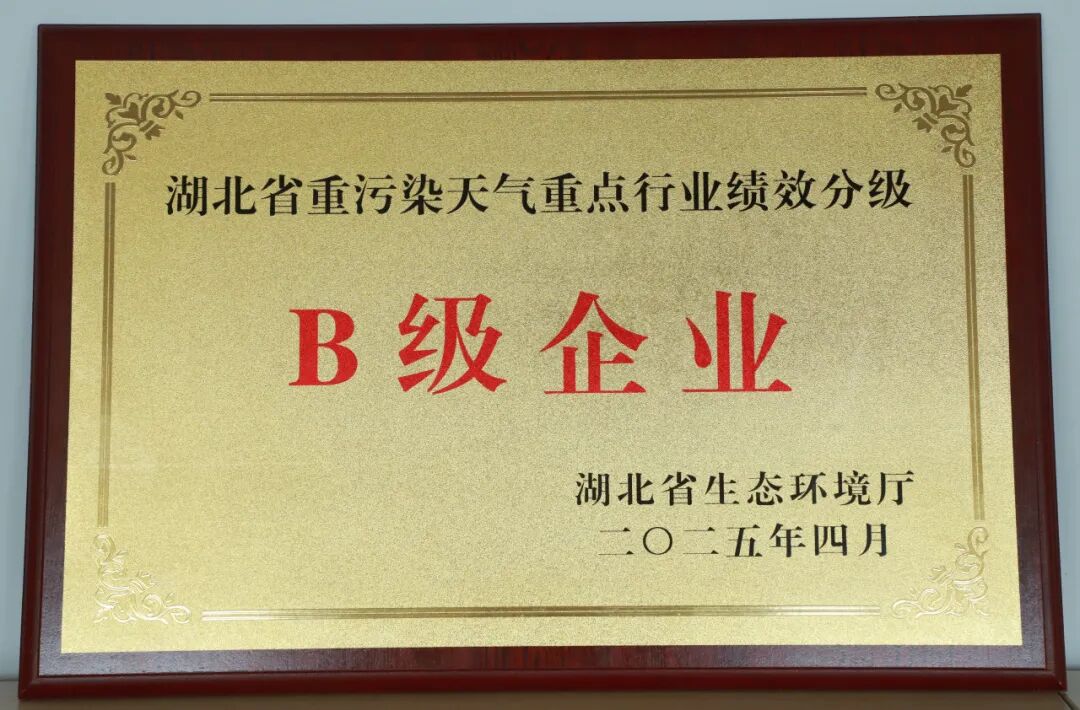 湖北省重污染天气重点行业绩效分级
B级企业
湖北省生态环境厅
二〇二五年四月